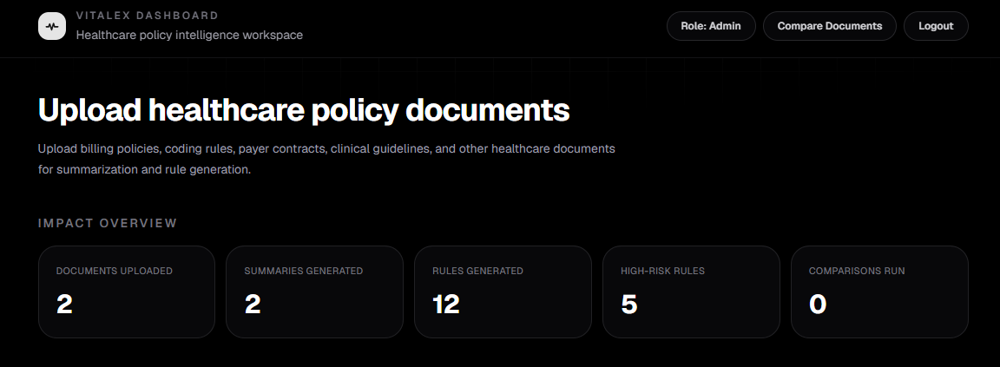 VITALEX DASHBOARD
Healthcare policy intelligence workspace
Role: Admin
Compare Documents
Logout
Upload healthcare policy documents
Upload billing policies, coding rules, payer contracts, clinical guidelines, and other healthcare documents
for summarization and rule generation.
IMPACT OVERVIEW
DOCUMENTS UPLOADED
2
SUMMARIES GENERATED
2
RULES GENERATED
12
HIGH-RISK RULES
5
COMPARISONS RUN
0